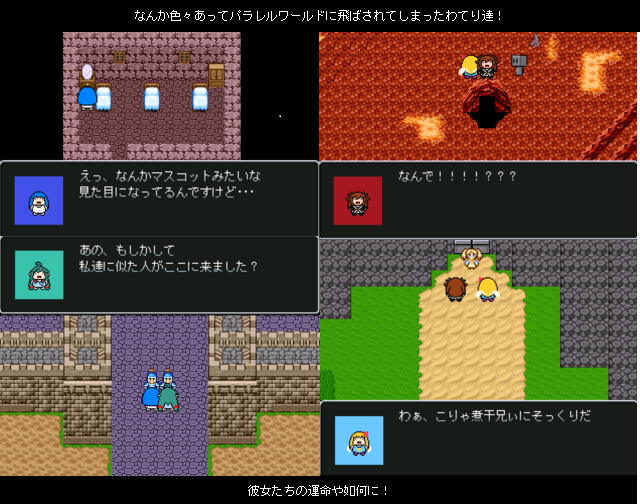 なんか色々あってパラレルワールドに飛ばされてしまったわてり達！
えっ、なんかマスコットみたいな
見た目になってるんですけど･･･
なんで！！！！？？？
あの、もしかして
私達に似た人がここに来ました？
わぁ、こりゃ煮干兄ぃにそっくりだ
彼女たちの運命や如何に！